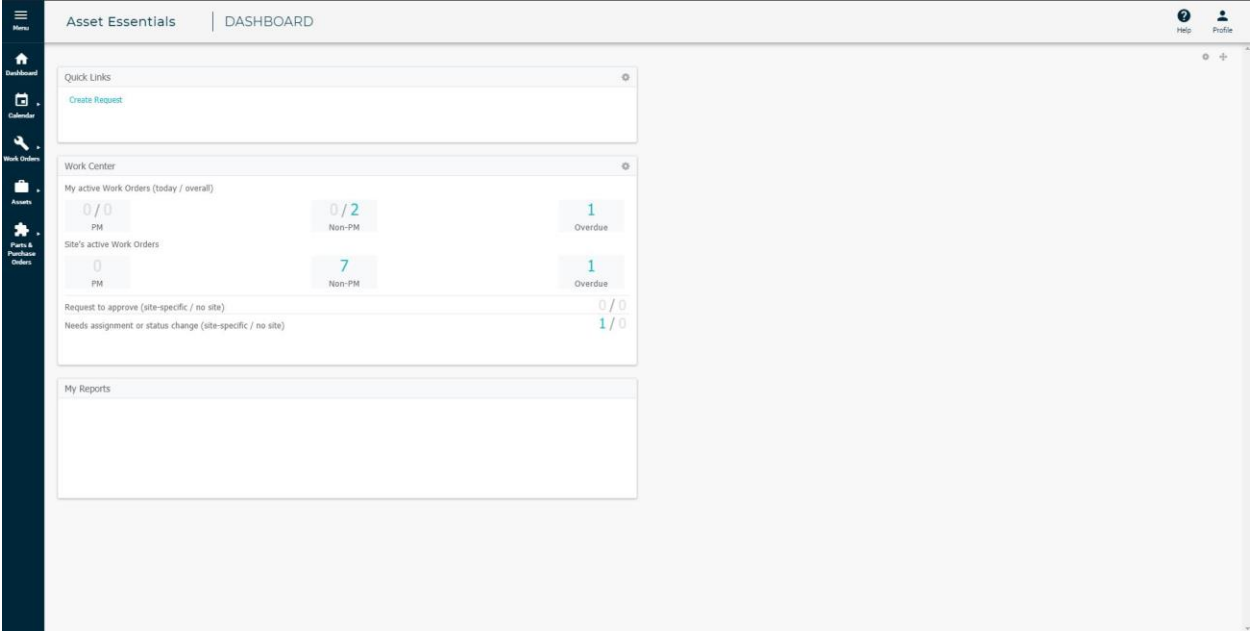 Menu
Asset Essentials DASHBOARD
Help
Profile
Dashboard
Calendar
Work Orders
Assets
Parts &
Purchase
Orders
Quick Links
Create Request
Work Center
My active Work Orders (today / overall)
0 / 0 0 / 2 1
PM Non-PM Overdue
Site's active Work Orders
0 7 1
PM Non-PM Overdue
Request to approve (site-specific / no site) 0 / 0
Needs assignment or status change (site-specific / no site) 1 / 0
My Reports